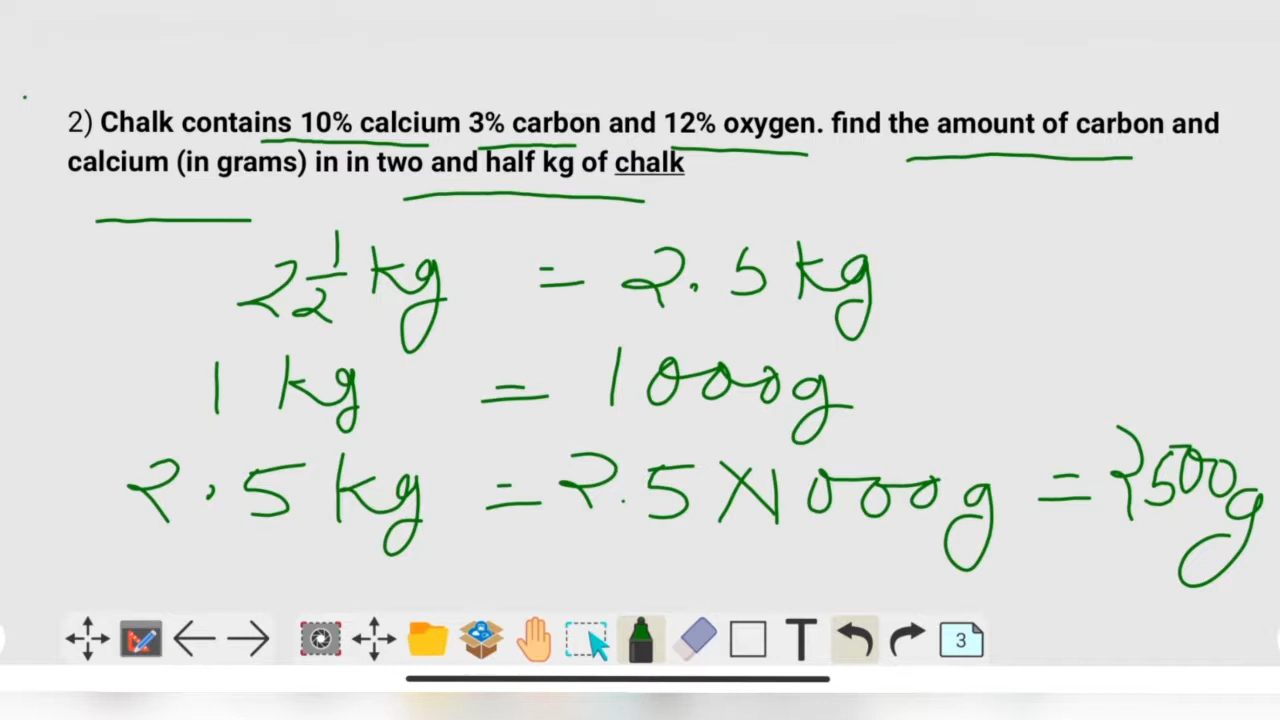 2) Chalk contains 10% calcium 3% carbon and 12% oxygen. find the amount of carbon and
calcium (in grams) in in two and half kg of chalk
2 1/2 kg = 2.5 kg
1 kg = 1000g
2.5 kg = 2.5 X 1000g = 2500g
3
T